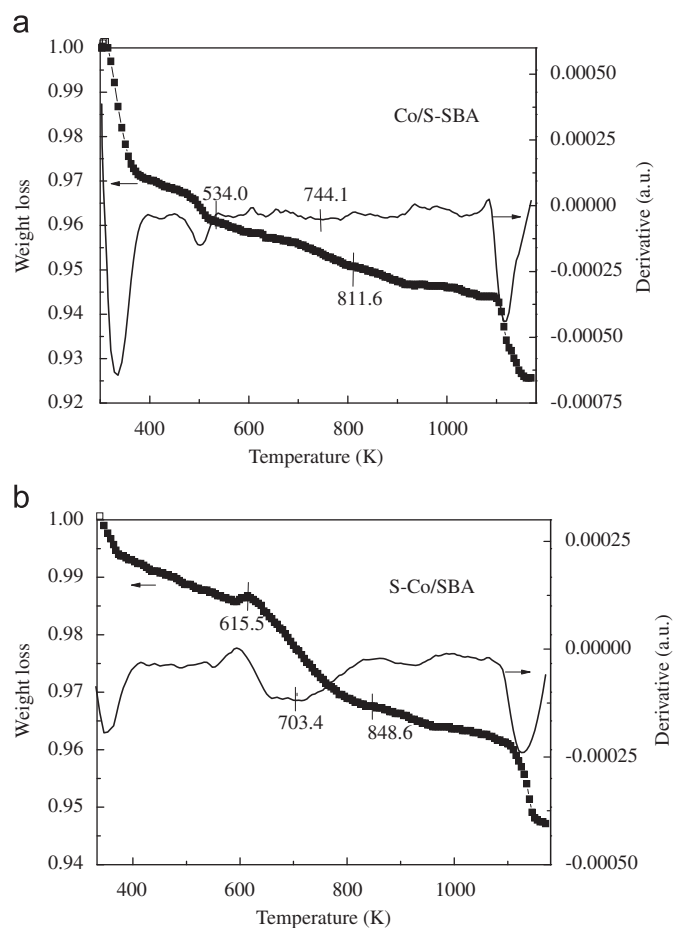 a
1.00
0.99
0.98
0.97
0.96
0.95
0.94
0.93
0.92
Weight loss
Co/S-SBA
534.0
744.1
811.6
0.00050
0.00025
0.00000
-0.00025
-0.00050
-0.00075
Derivative (a.u.)
400 600 800 1000
Temperature (K)
b
1.00
0.99
0.98
0.97
0.96
0.95
0.94
Weight loss
S-Co/SBA
615.5
703.4
848.6
0.00025
0.00000
-0.00025
-0.00050
Derivative (a.u.)
400 600 800 1000
Temperature (K)